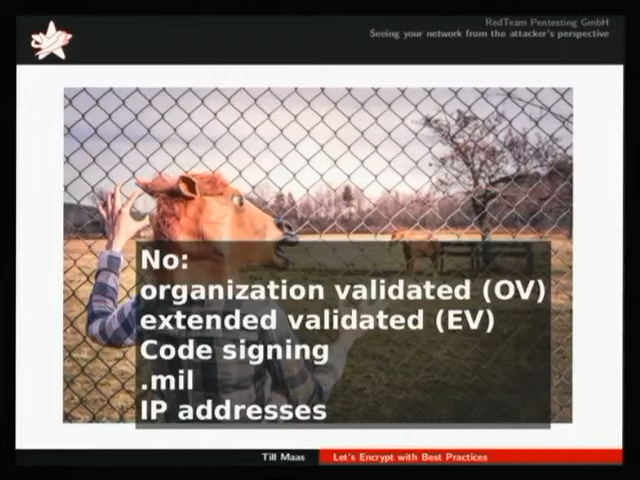 RedTeam Pentesting GmbH
Seeing your network from the attacker's perspective
No:
organization validated (OV)
extended validated (EV)
Code signing
.mil
IP addresses
Till Maas
Let's Encrypt with Best Practices